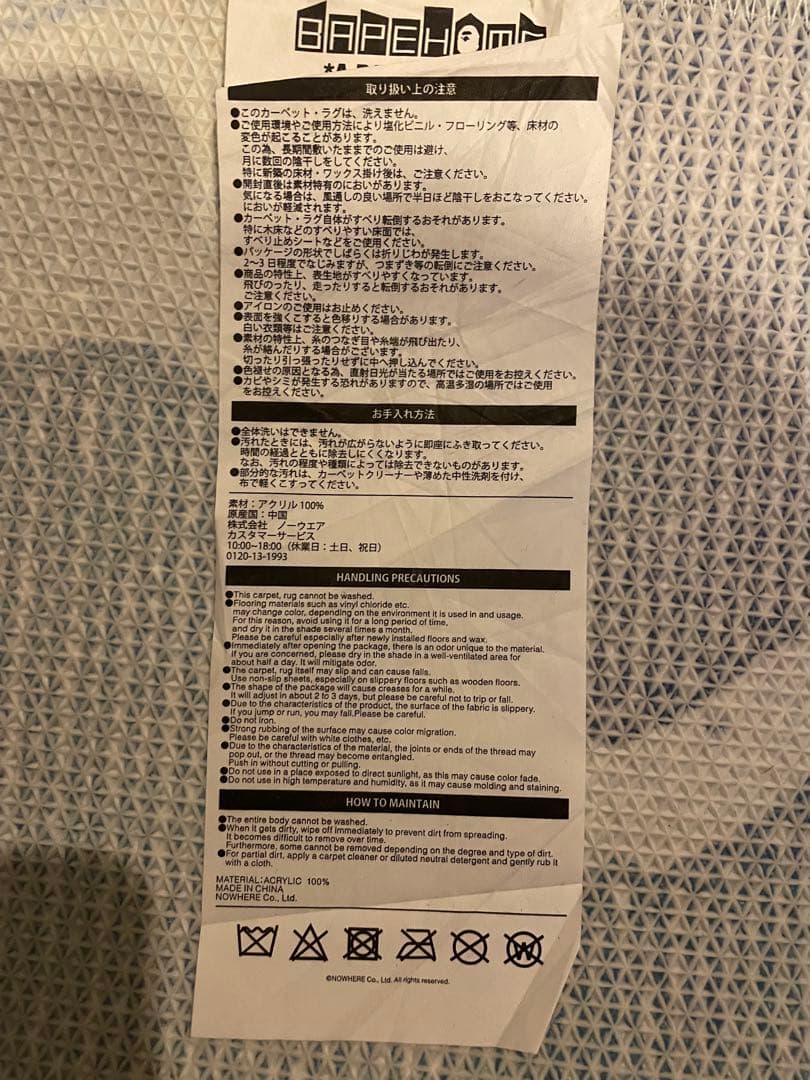 BAPEHOME
取り扱い上の注意
●このカーペット・ラグは、洗えません。
●ご使用環境やご使用方法により塩化ビニル・フローリング等、床材の
変色が起こることがあります。
この為、長期間敷いたままでのご使用は避け、
月に数回の陰干しをしてください。
特に新築の床材・ワックス掛け後は、ご注意ください。
●開封直後は素材特有のにおいがあります。
気になる場合は、風通しの良い場所で半日ほど陰干しをおこなってください。
においが軽減されます。
●カーペット・ラグ自体がすべり転倒するおそれがあります。
特に木床などのすべりやすい床面では、
すべり止めシートなどをご使用ください。
●パッケージの形状でしばらくは折りじわが発生します。
2〜3日程度でなじみますが、つまずき等の転倒にご注意ください。
●商品の特性上、表生地がすべりやすくなっています。
飛びのったり、走ったりすると転倒するおそれがあります。
ご注意ください。
●アイロンのご使用はお止めください。
●表面を強くこすると色移りする場合があります。
白い衣類等はご注意ください。
●素材の特性上、糸のつなぎ目や糸端が飛び出たり、
糸が絡んだりする場合がございます。
切ったり引っ張ったりせずに中へ押し込んでください。
●色褪せの原因となる為、直射日光が当たる場所ではご使用をお控えください。
●カビやシミが発生する恐れがありますので、高温多湿の場所ではご使用
をお控えください。
お手入れ方法
●全体洗いはできません。
●汚れたときには、汚れが広がらないように即座にふき取ってください。
時間の経過とともに除去しにくくなります。
なお、汚れの程度や種類によっては除去できないものがあります。
●部分的な汚れは、カーペットクリーナーや薄めた中性洗剤を付け、
布で軽くこすってください。
素材：アクリル100%
原産国：中国
株式会社 ノーウエア
カスタマーサービス
10:00~18:00（休業日：土日、祝日）
0120-13-1993
HANDLING PRECAUTIONS
●This carpet, rug cannot be washed.
●Flooring materials such as vinyl chloride etc.
may change color, depending on the environment it is used in and usage.
For this reason, avoid using it for a long period of time,
and dry it in the shade several times a month.
Please be careful especially after newly installed floors and wax.
●Immediately after opening the package, there is an odor unique to the material.
If you are concerned, please dry in the shade in a well-ventilated area for
about half a day. It will mitigate odor.
●The carpet, rug itself may slip and can cause falls.
Use non-slip sheets, especially on slippery floors such as wooden floors.
●The shape of the package will cause creases for a while.
It will adjust in about 2 to 3 days, but please be careful not to trip or fall.
●Due to the characteristics of the product, the surface of the fabric is slippery.
If you jump or run, you may fall.Please be careful.
●Do not iron.
●Strong rubbing of the surface may cause color migration.
Please be careful with white clothes, etc.
●Due to the characteristics of the material, the joints or ends of the thread may
pop out, or the thread may become entangled.
Push in without cutting or pulling.
●Do not use in a place exposed to direct sunlight, as this may cause color fade.
●Do not use in high temperature and humidity, as it may cause molding and staining.
HOW TO MAINTAIN
●The entire body cannot be washed.
●When it gets dirty, wipe off immediately to prevent dirt from spreading.
It becomes difficult to remove over time.
Furthermore, some cannot be removed depending on the degree and type of dirt.
●For partial dirt, apply a carpet cleaner or diluted neutral detergent and gently rub it
with a cloth.
MATERIAL:ACRYLIC 100%
MADE IN CHINA
NOWHERE Co., Ltd.
W
©NOWHERE Co., Ltd. All rights reserved.